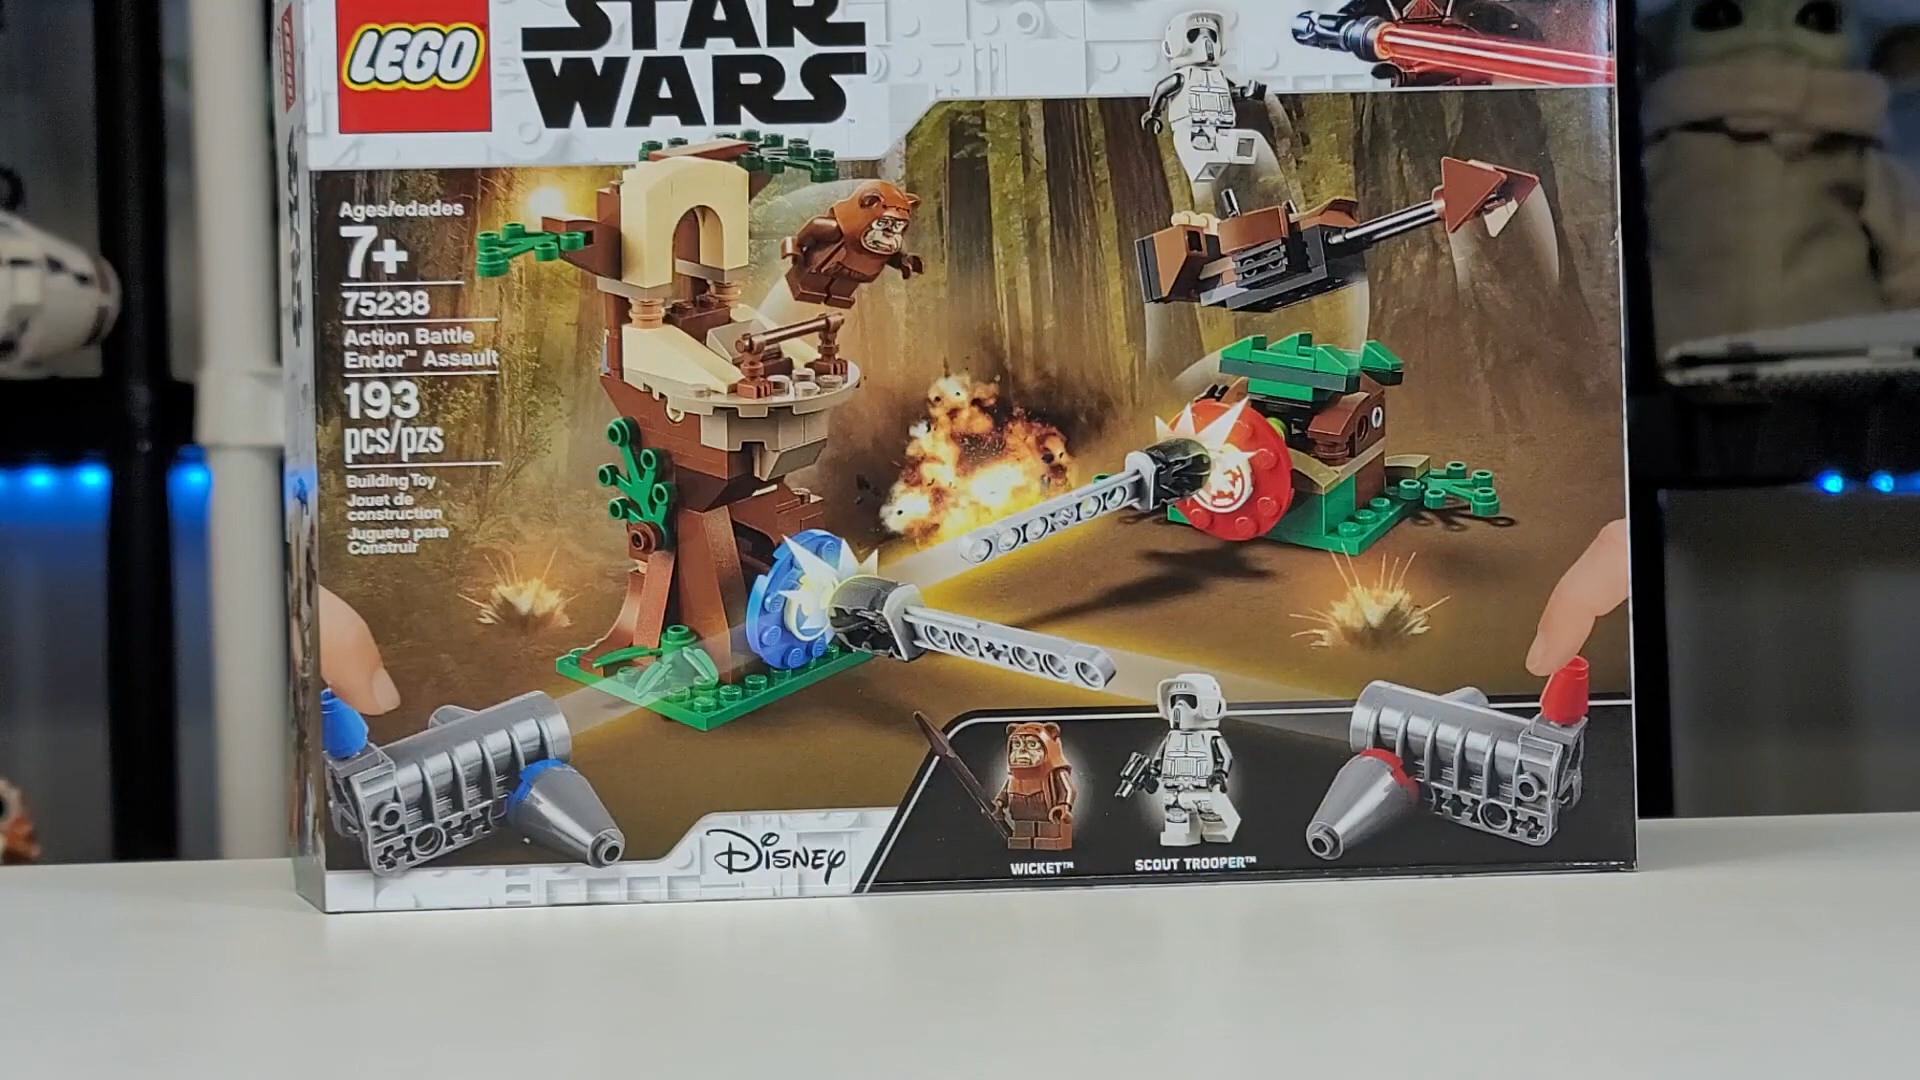 LEGO
STAR
WARS™
Ages/edades
7+
75238
Action Battle
Endor™ Assault
193
pcs/pzs
Building Toy
Jouet de
construction
Juguete para
Construir
Disney
WICKET™
SCOUT TROOPER™